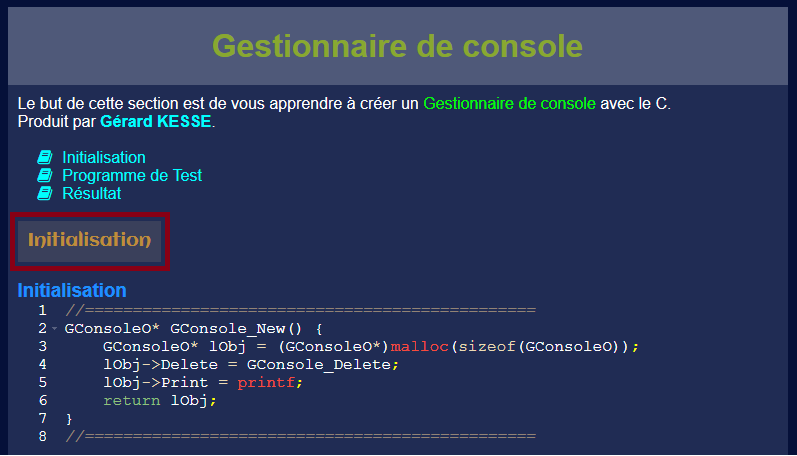 Gestionnaire de console
Le but de cette section est de vous apprendre à créer un Gestionnaire de console avec le C.
Produit par Gérard KESSE.
Initialisation
Programme de Test
Résultat
Initialisation
Initialisation
1 //===============================================
2 GConsoleO* GConsole_New() {
3 GConsoleO* lObj = (GConsoleO*)malloc(sizeof(GConsoleO));
4 lObj->Delete = GConsole_Delete;
5 lObj->Print = printf;
6 return lObj;
7 }
8 //===============================================